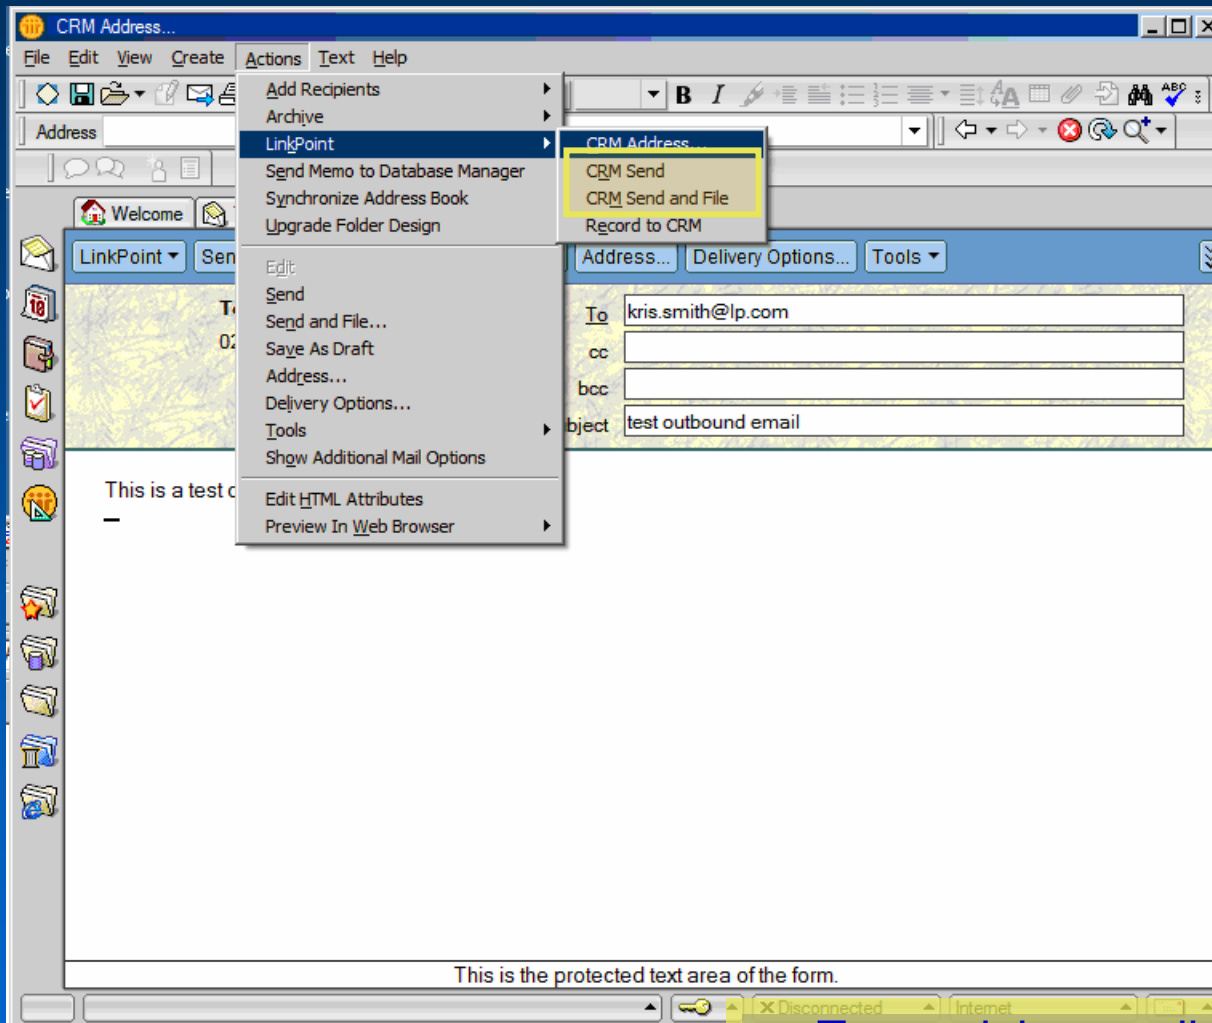 CRM Address...
File Edit View Create Actions Text Help
B I
ABC
Address
Add Recipients
Archive
LinkPoint
Send Memo to Database Manager
Synchronize Address Book
Upgrade Folder Design
Edit
Send
Send and File...
Save As Draft
Address...
Delivery Options...
Tools
Show Additional Mail Options
Edit HTML Attributes
Preview In Web Browser
CRM Address...
CRM Send
CRM Send and File
Record to CRM
Welcome
LinkPoint
Address... Delivery Options... Tools
To kris.smith@lp.com
cc
bcc
test outbound email
This is a test
This is the protected text area of the form.
Disconnected Internet